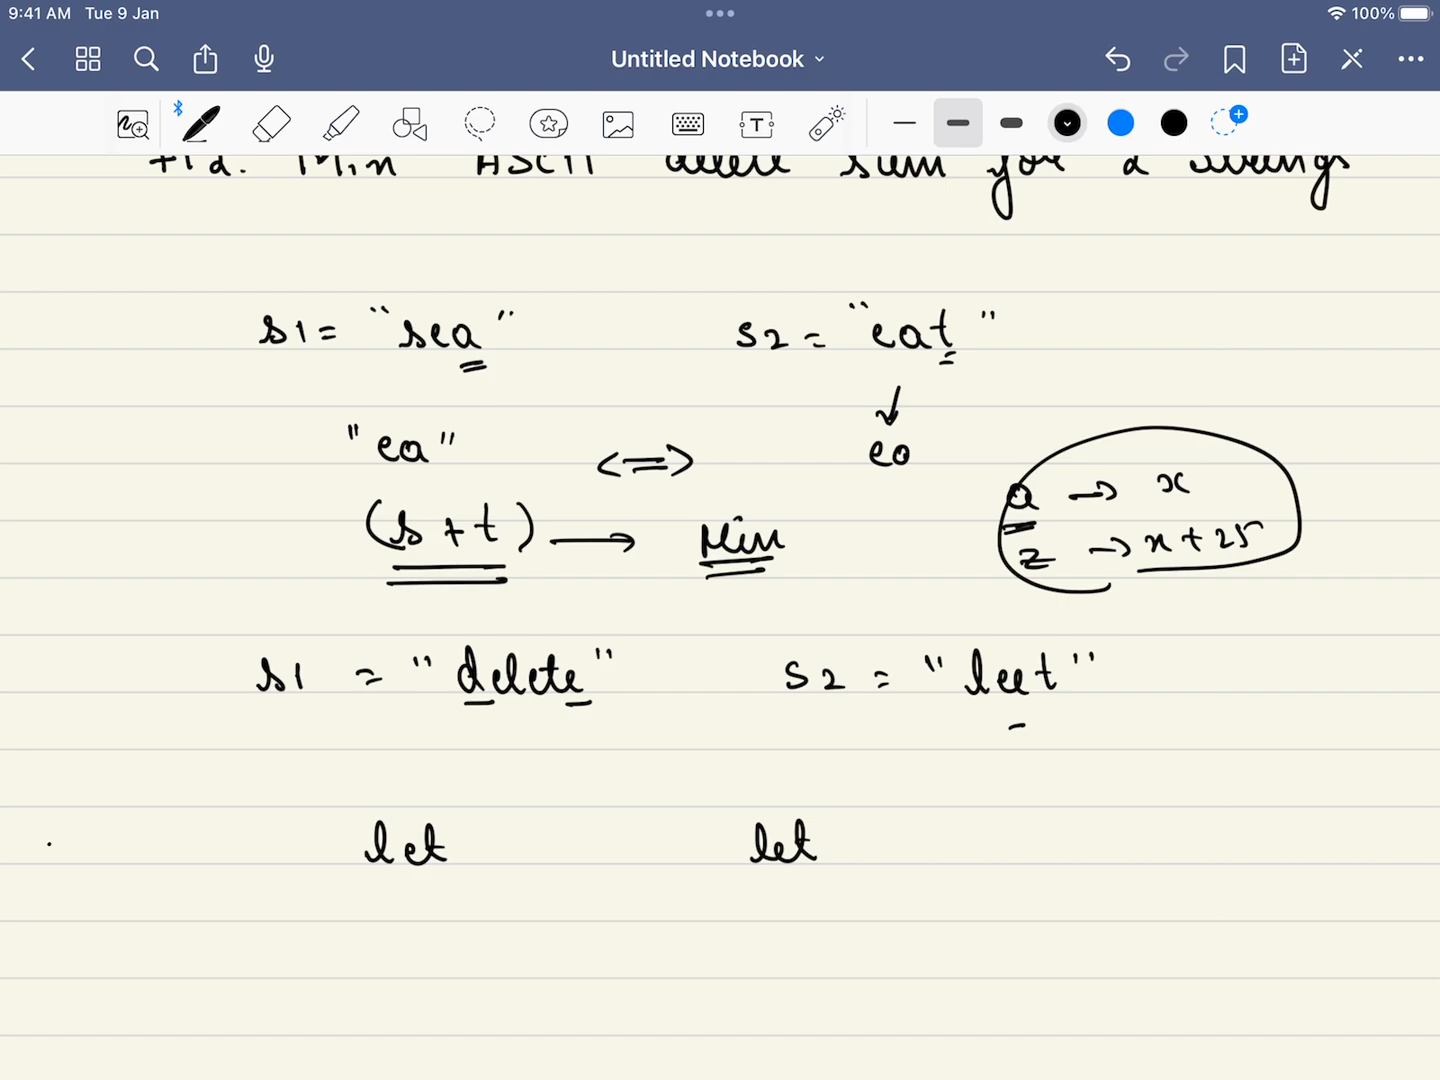 9:41 AM Tue 9 Jan 100%
Untitled Notebook
Min ASCII delete sum for 2 strings
s1 = "sea" s2 = "eat"
"ea" <=> ea
(s + t) → Min
a → x
z → x + 25
s1 = "delete" s2 = "leet"
let let